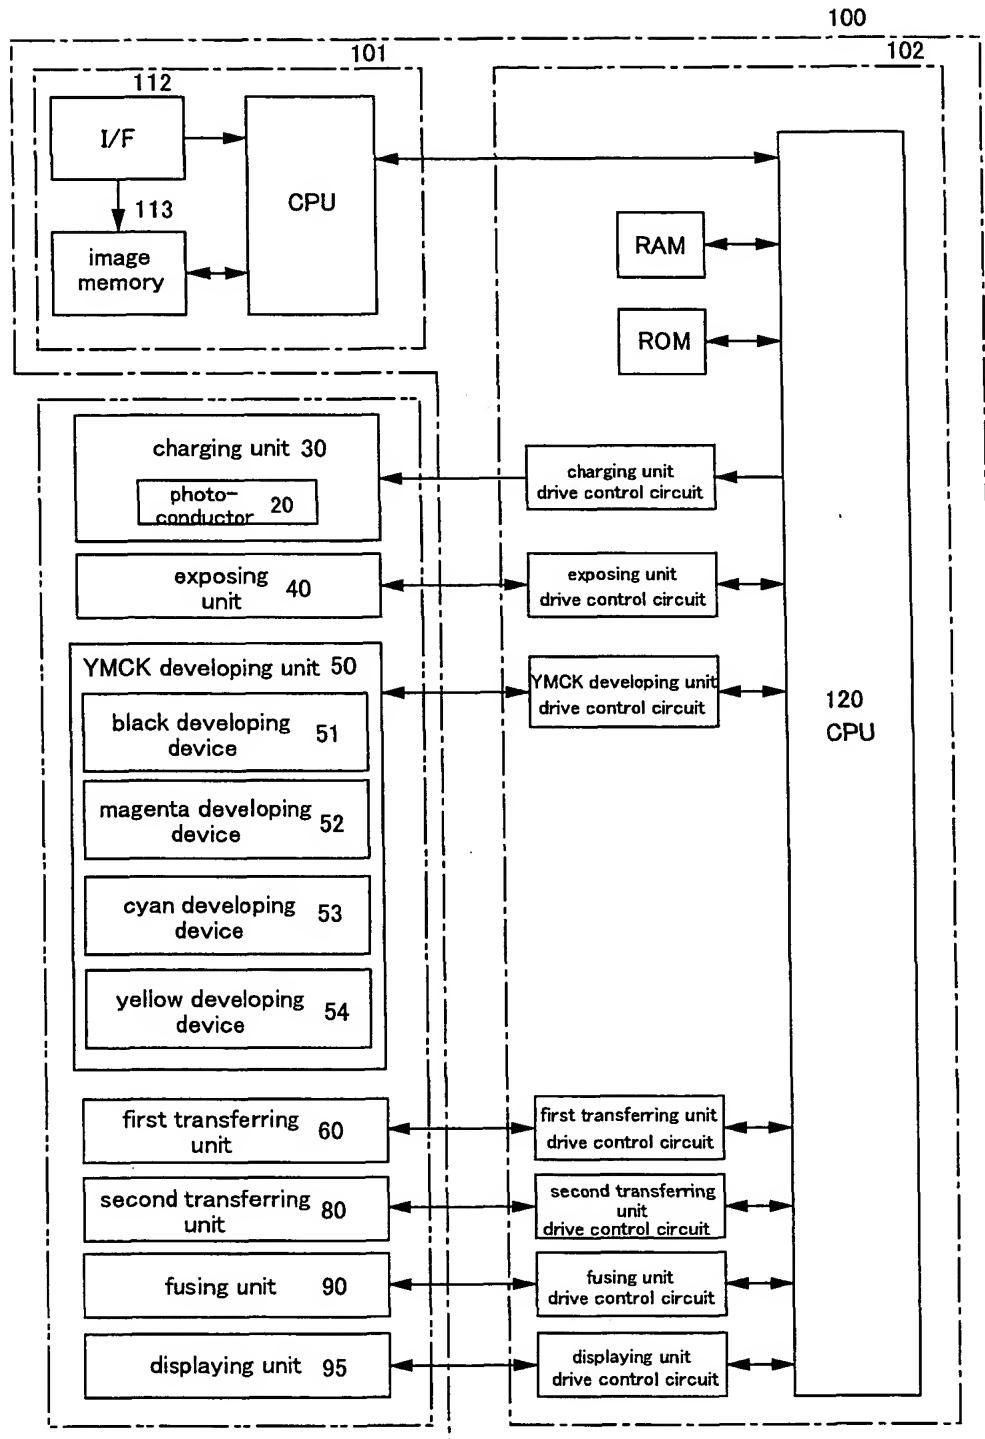 100
101
102
112
I/F
CPU
113
image
memory
RAM
ROM
charging unit 30
photo-
conductor 20
charging unit
drive control circuit
exposing
unit 40
exposing unit
drive control circuit
YMCK developing unit 50
YMCK developing unit
drive control circuit
black developing
device 51
120
CPU
magenta developing
device 52
cyan developing
device 53
yellow developing
device 54
first transferring
unit 60
first transferring unit
drive control circuit
second transferring
unit 80
second transferring
unit
drive control circuit
fusing unit 90
fusing unit
drive control circuit
displaying unit 95
displaying unit
drive control circuit